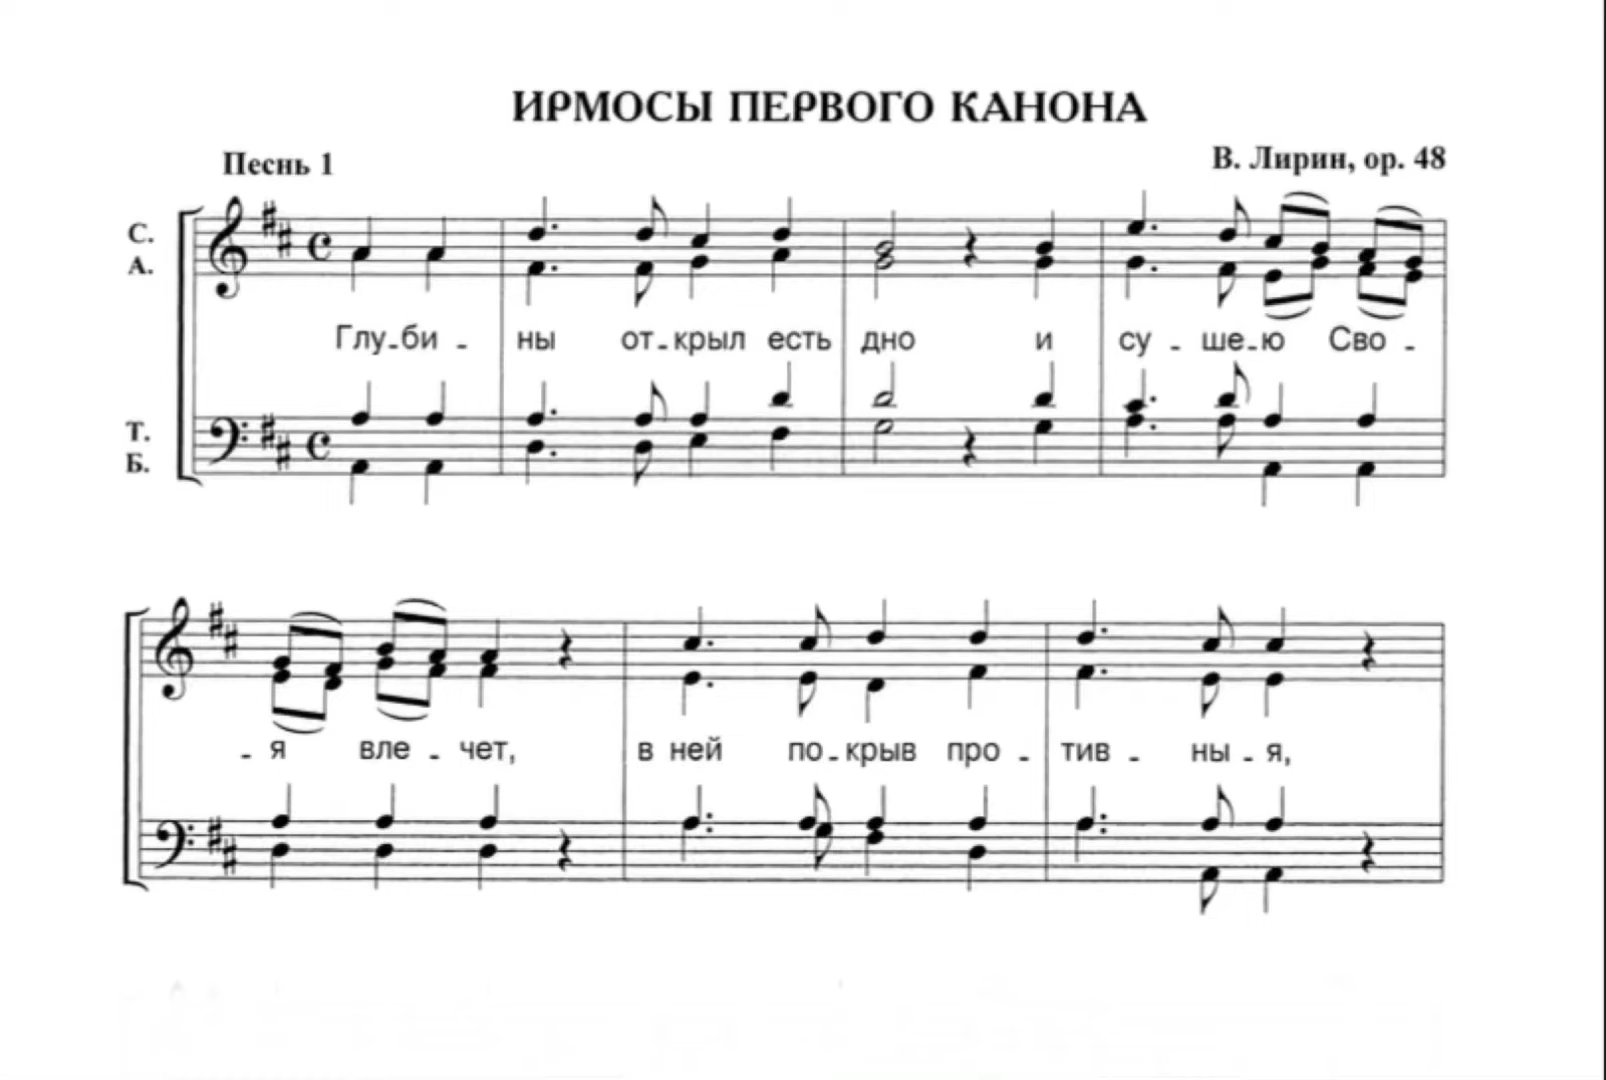 ИРМОСЫ ПЕРВОГО КАНОНА
Песнь 1
В. Лирин, ор. 48
С.
А.
Глу-би - ны от-крыл есть дно и су - ше-ю Сво -
Т.
Б.
- я вле - чет, в ней по-крыв про - тив - ны - я,